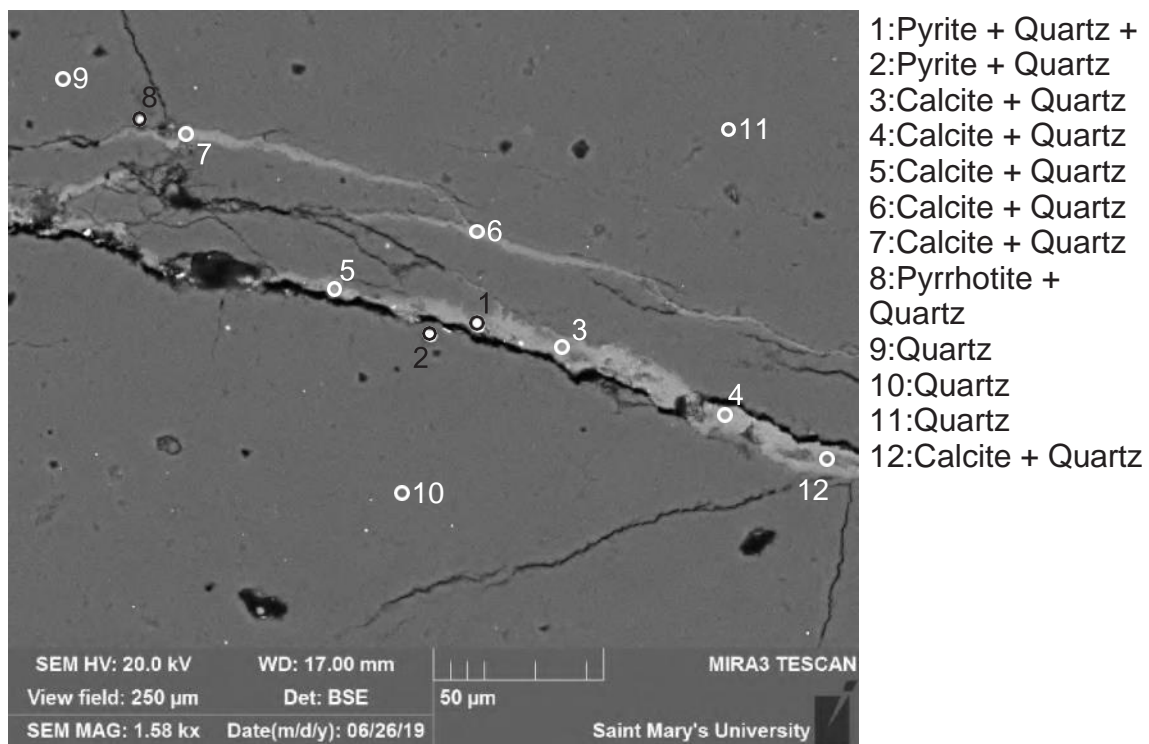 1:Pyrite + Quartz +
2:Pyrite + Quartz
3:Calcite + Quartz
4:Calcite + Quartz
5:Calcite + Quartz
6:Calcite + Quartz
7:Calcite + Quartz
8:Pyrrhotite +
Quartz
9:Quartz
10:Quartz
11:Quartz
12:Calcite + Quartz
9
8
11
7
6
5
1
3
2
4
12
10
SEM HV: 20.0 kV WD: 17.00 mm MIRA3 TESCAN
View field: 250 µm Det: BSE 50 µm
SEM MAG: 1.58 kx Date(m/d/y): 06/26/19 Saint Mary's University